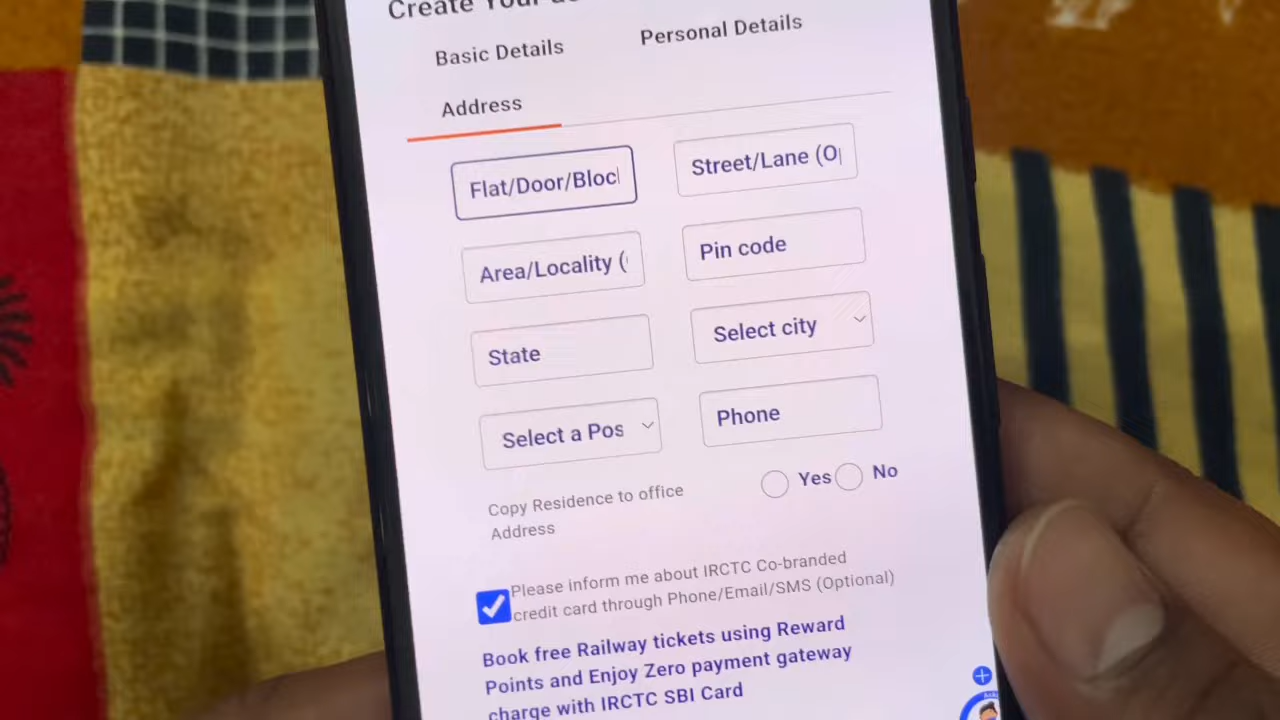 Create Your
Basic Details
Personal Details
Address
Flat/Door/Bloc
Street/Lane (O
Area/Locality (
Pin code
State
Select city
Select a Pos
Phone
Copy Residence to office
Address
Yes
No
Please inform me about IRCTC Co-branded
credit card through Phone/Email/SMS (Optional)
Book free Railway tickets using Reward
Points and Enjoy Zero payment gateway
charge with IRCTC SBI Card